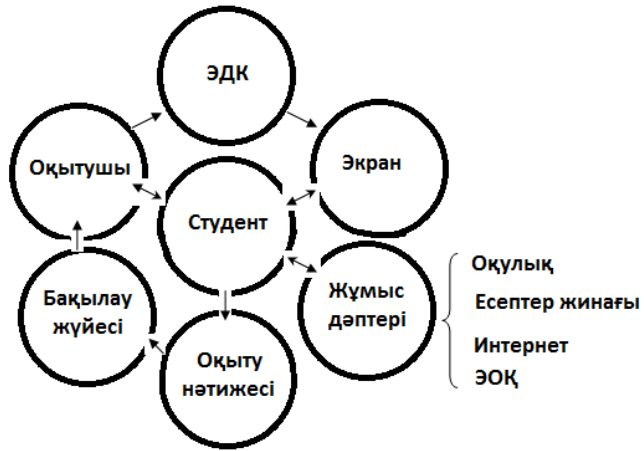 ЭДК
Оқытушы
Экран
Студент
Бақылау
жүйесі
Жұмыс
дәптері
Оқыту
нәтижесі
Оқулық
Есептер жинағы
Интернет
ЭОҚ